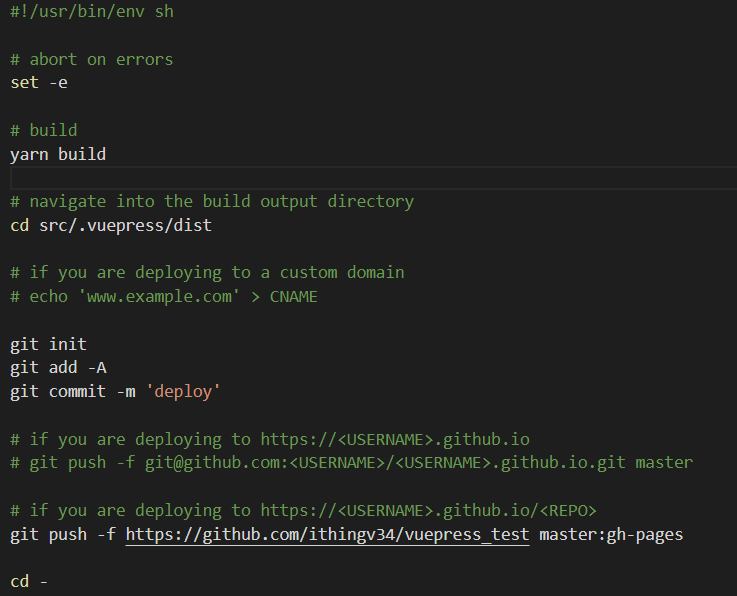 #!/usr/bin/env sh
# abort on errors
set -e
# build
yarn build
# navigate into the build output directory
cd src/.vuepress/dist
# if you are deploying to a custom domain
# echo 'www.example.com' > CNAME
git init
git add -A
git commit -m 'deploy'
# if you are deploying to https://<USERNAME>.github.io
# git push -f git@github.com:<USERNAME>/<USERNAME>.github.io.git master
# if you are deploying to https://<USERNAME>.github.io/<REPO>
git push -f https://github.com/ithingv34/vuepress_test master:gh-pages
cd -